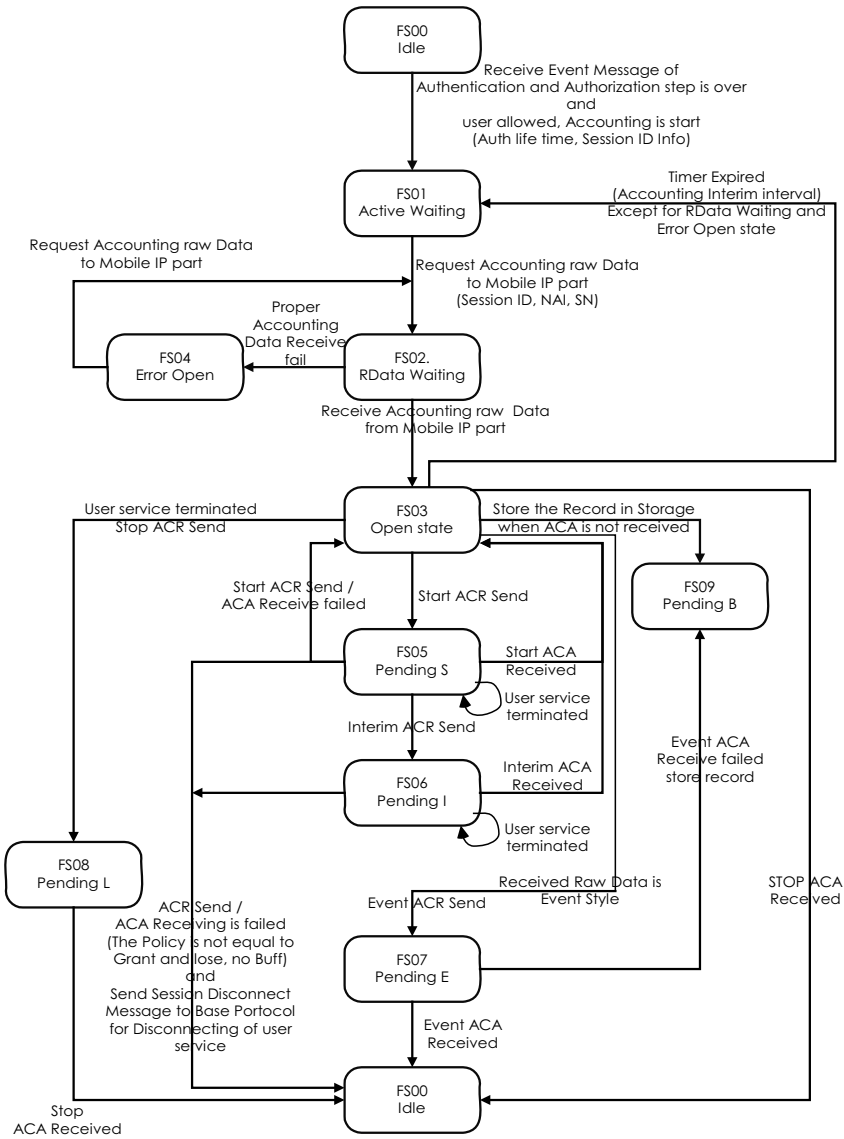 FS00
Idle
Receive Event Message of
Authentication and Authorization step is over
and
user allowed, Accounting is start
(Auth life time, Session ID Info)
Timer Expired
(Accounting Interim interval)
Except for RData Waiting and
Error Open state
FS01
Active Waiting
Request Accounting raw Data
to Mobile IP part
Request Accounting raw Data
to Mobile IP part
(Session ID, NAI, SN)
Proper
Accounting
Data Receive
fail
FS04
Error Open
FS02.
RData Waiting
Receive Accounting raw Data
from Mobile IP part
User service terminated
Stop ACR Send
FS03
Open state
Store the Record in Storage
when ACA is not received
Start ACR Send /
ACA Receive failed
Start ACR Send
FS09
Pending B
FS05
Pending S
Start ACA
Received
User service
terminated
Interim ACR Send
Event ACA
Receive failed
store record
FS06
Pending I
Interim ACA
Received
User service
terminated
FS08
Pending L
ACR Send /
ACA Receiving is failed
(The Policy is not equal to
Grant and lose, no Buff)
and
Send Session Disconnect
Message to Base Portocol
for Disconnecting of user
service
Event ACR Send
Received Raw Data is
Event Style
STOP ACA
Received
FS07
Pending E
Event ACA
Received
FS00
Idle
Stop
ACA Received